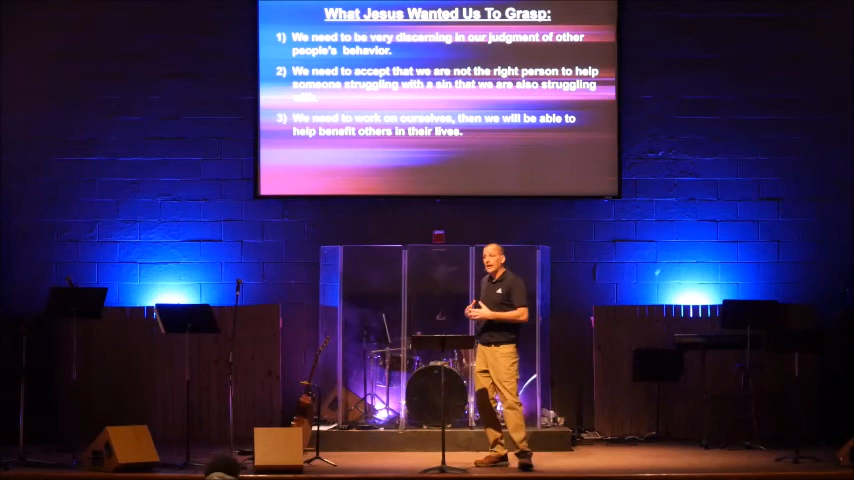 What Jesus Wanted Us To Grasp:
1) We need to be very discerning in our judgment of other
people's behavior.
2) We need to accept that we are not the right person to help
someone struggling with a sin that we are also struggling
with.
3) We need to work on ourselves, then we will be able to
help benefit others in their lives.